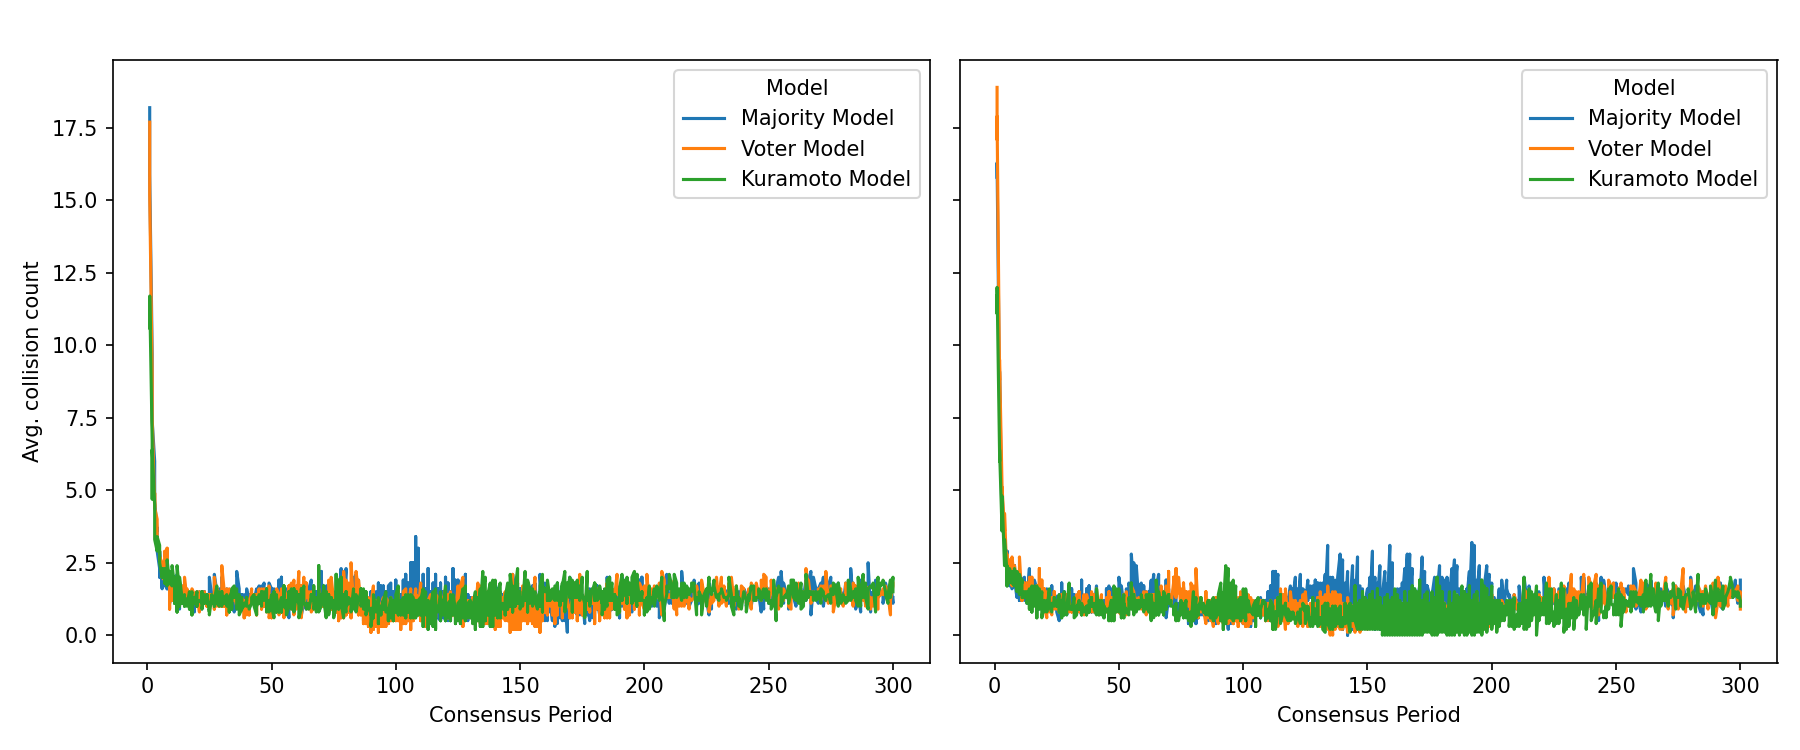 Avg. collision count
17.5
15.0
12.5
10.0
7.5
5.0
2.5
0.0
Model
Majority Model
Voter Model
Kuramoto Model
0 50 100 150 200 250 300
Consensus Period
Model
Majority Model
Voter Model
Kuramoto Model
0 50 100 150 200 250 300
Consensus Period